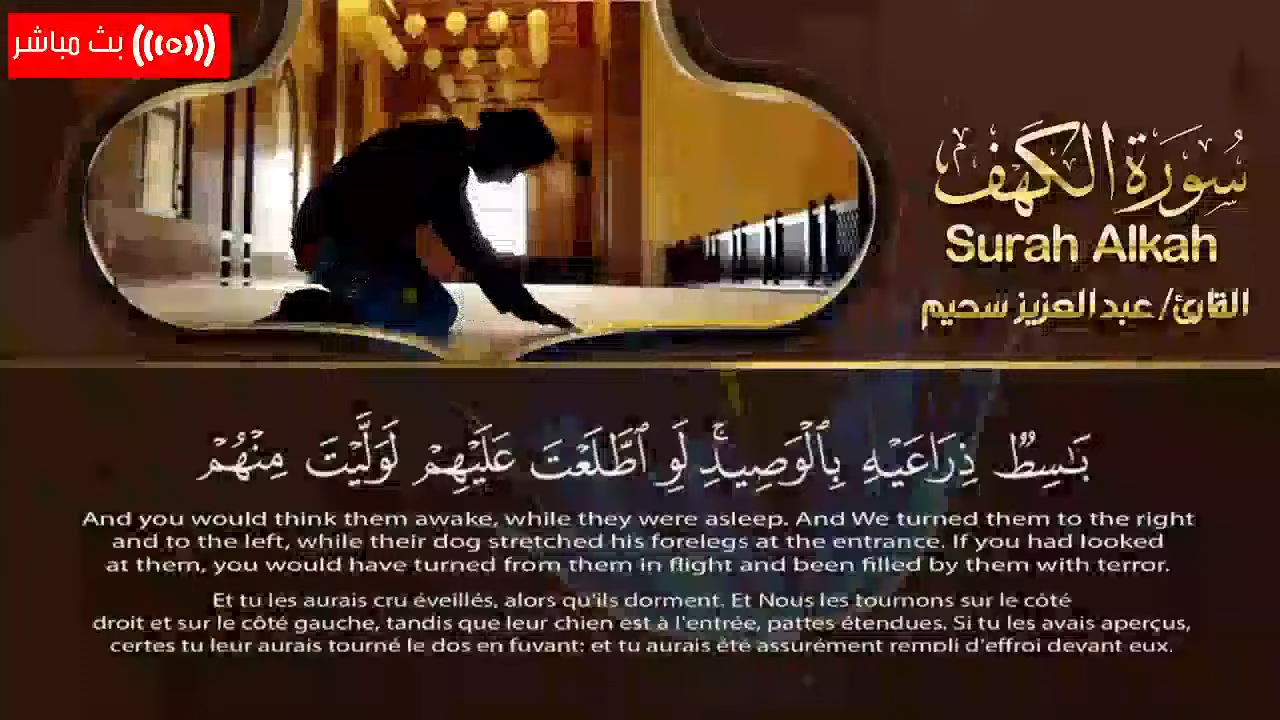 بث مباشر
سُورَةُ الكَهْف
Surah Alkah
القارئ/ عبد العزيز سحيم
بَٰسِطٌ ذِرَاعَيْهِ بِٱلْوَصِيدِۚ لَوِ ٱطَّلَعْتَ عَلَيْهِمْ لَوَلَّيْتَ مِنْهُمْ
And you would think them awake, while they were asleep. And We turned them to the right
and to the left, while their dog stretched his forelegs at the entrance. If you had looked
at them, you would have turned from them in flight and been filled by them with terror.
Et tu les aurais cru éveillés, alors qu'ils dorment. Et Nous les tournons sur le côté
droit et sur le côté gauche, tandis que leur chien est à l'entrée, pattes étendues. Si tu les avais aperçus,
certes tu leur aurais tourné le dos en fuyant; et tu aurais été assurément rempli d'effroi devant eux.